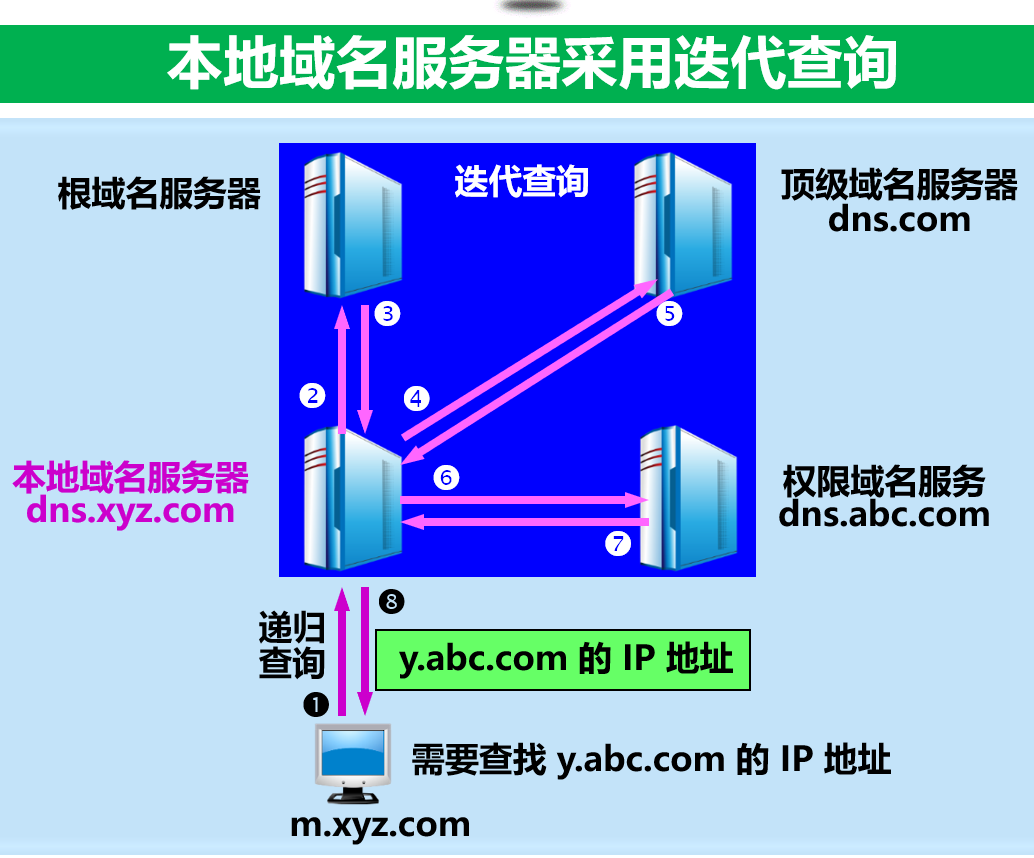 本地域名服务器采用迭代查询
根域名服务器
迭代查询
顶级域名服务器
dns.com
3
5
2
4
本地域名服务器
dns.xyz.com
6
权限域名服务
dns.abc.com
7
递归
查询
8
y.abc.com 的 IP 地址
1
需要查找 y.abc.com 的 IP 地址
m.xyz.com